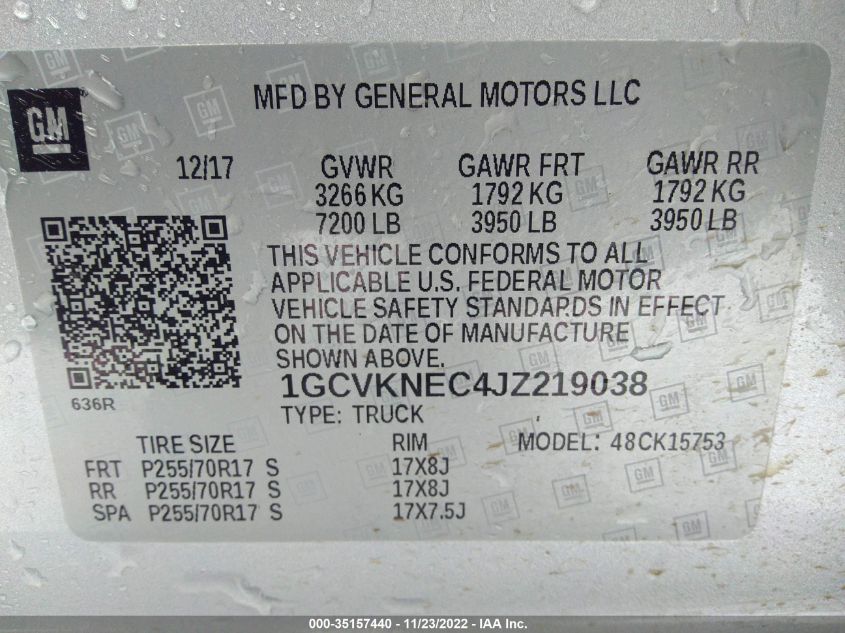 MFD BY GENERAL MOTORS LLC
GM
12/17 GVWR GAWR FRT GAWR RR
3266 KG 1792 KG 1792 KG
7200 LB 3950 LB 3950 LB
THIS VEHICLE CONFORMS TO ALL
APPLICABLE U.S. FEDERAL MOTOR
VEHICLE SAFETY STANDARDS IN EFFECT
ON THE DATE OF MANUFACTURE
SHOWN ABOVE.
1GCVKNEC4JZ219038
636R
TYPE: TRUCK
TIRE SIZE RIM MODEL: 48CK15753
FRT P255/70R17 S 17X8J
RR P255/70R17 S 17X8J
SPA P255/70R17 S 17X7.5J
000-35157440 - 11/23/2022 - IAA Inc.